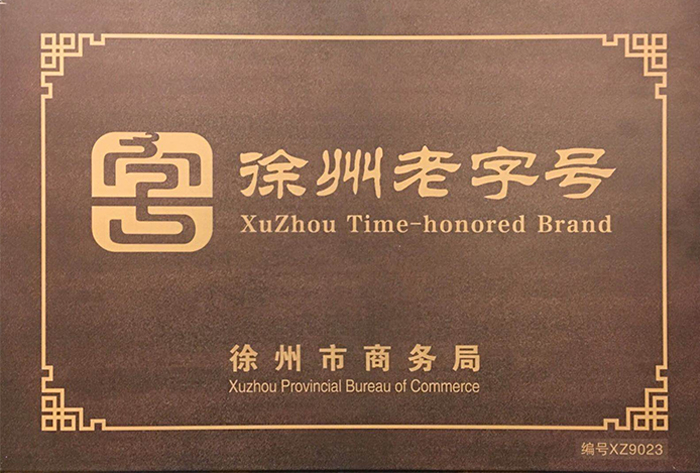 徐州老字号
XuZhou Time-honored Brand
徐州市商务局
Xuzhou Provincial Bureau of Commerce
编号XZ9023